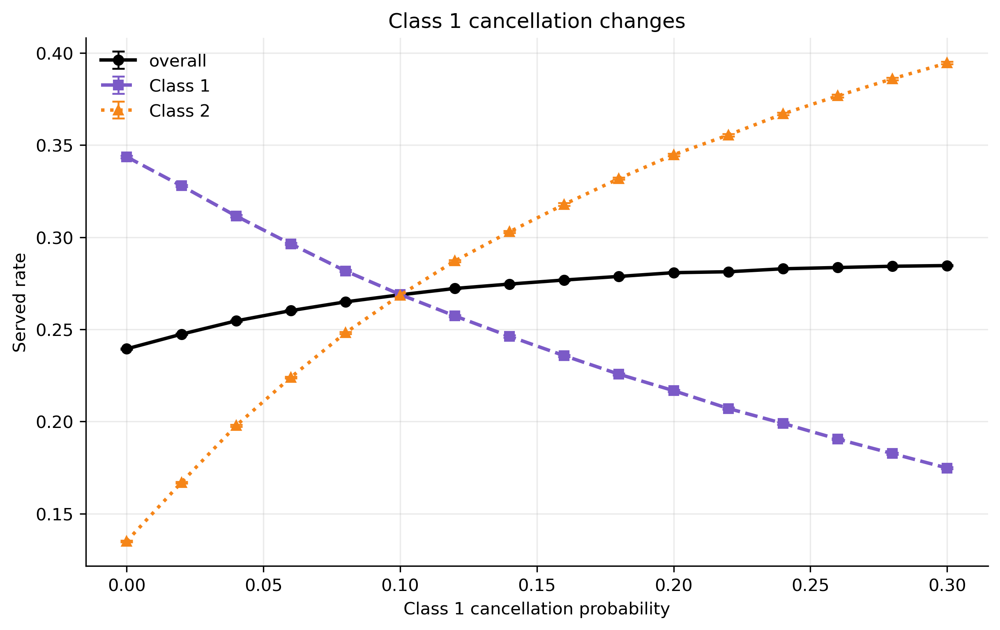 Class 1 cancellation changes
overall
Class 1
Class 2
Served rate
0.40
0.35
0.30
0.25
0.20
0.15
0.00 0.05 0.10 0.15 0.20 0.25 0.30
Class 1 cancellation probability